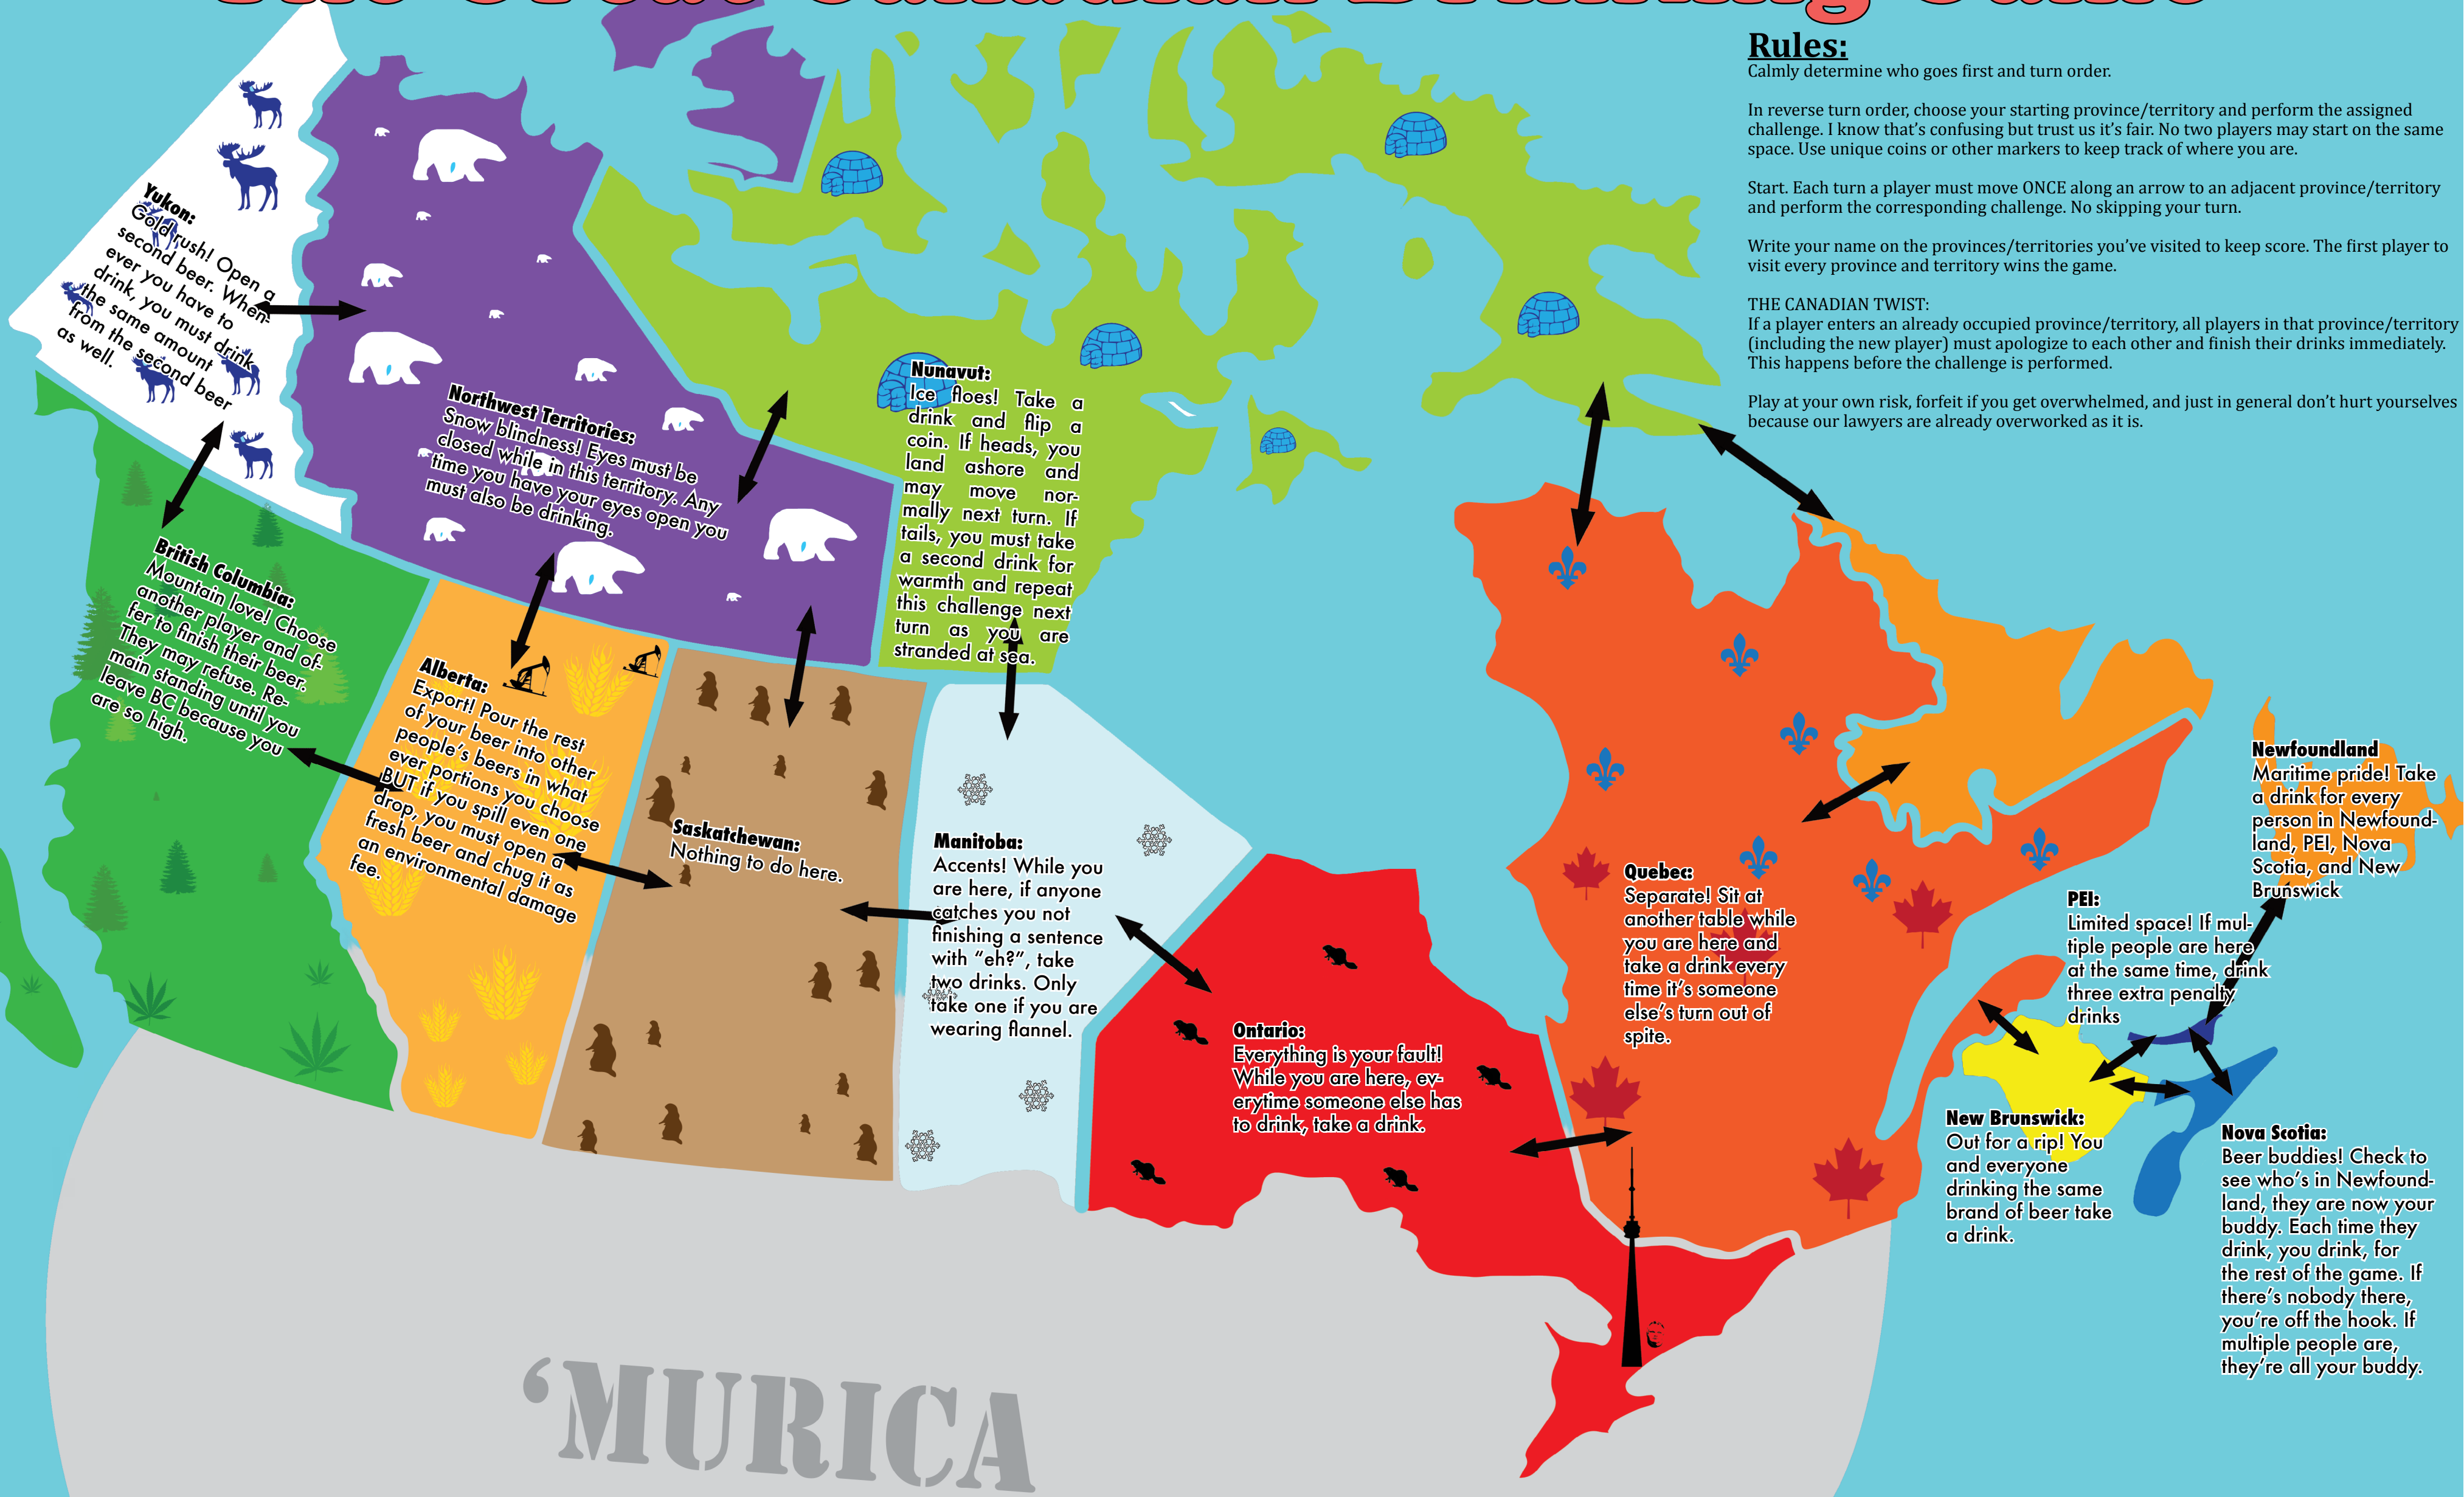 The Great Canadian Drinking Game
Rules:
Calmly determine who goes first and turn order.
In reverse turn order, choose your starting province/territory and perform the assigned
challenge. I know that's confusing but trust us it's fair. No two players may start on the same
space. Use unique coins or other markers to keep track of where you are.
Start. Each turn a player must move ONCE along an arrow to an adjacent province/territory
and perform the corresponding challenge. No skipping your turn.
Write your name on the provinces/territories you've visited to keep score. The first player to
visit every province and territory wins the game.
THE CANADIAN TWIST:
If a player enters an already occupied province/territory, all players in that province/territory
(including the new player) must apologize to each other and finish their drinks immediately.
This happens before the challenge is performed.
Play at your own risk, forfeit if you get overwhelmed, and just in general don't hurt yourselves
because our lawyers are already overworked as it is.
Yukon:
Gold rush! Open a
second beer. When-
ever you have to
drink, you must drink
the same amount
from the second beer
as well.
Northwest Territories:
Snow blindness! Eyes must be
closed while in this territory. Any
time you have your eyes open you
must also be drinking.
Nunavut:
Ice floes! Take a
drink and flip a
coin. If heads, you
land ashore and
may move nor-
mally next turn. If
tails, you must take
a second drink for
warmth and repeat
this challenge next
turn as you are
stranded at sea.
British Columbia:
Mountain love! Choose
another player and of-
fer to finish their beer.
They may refuse. Re-
main standing until you
leave BC because you
are so high.
Alberta:
Export! Pour the rest
of your beer into other
people's beers in what
ever portions you choose
BUT if you spill even one
drop, you must open a
fresh beer and chug it as
an environmental damage
fee.
Saskatchewan:
Nothing to do here.
Manitoba:
Accents! While you
are here, if anyone
catches you not
finishing a sentence
with "eh?", take
two drinks. Only
take one if you are
wearing flannel.
Ontario:
Everything is your fault!
While you are here, ev-
erytime someone else has
to drink, take a drink.
Quebec:
Separate! Sit at
another table while
you are here and
take a drink every
time it's someone
else's turn out of
spite.
Newfoundland
Maritime pride! Take
a drink for every
person in Newfound-
land, PEI, Nova
Scotia, and New
Brunswick
PEI:
Limited space! If mul-
tiple people are here
at the same time, drink
three extra penalty
drinks
New Brunswick:
Out for a rip! You
and everyone
drinking the same
brand of beer take
a drink.
Nova Scotia:
Beer buddies! Check to
see who's in Newfound-
land, they are now your
buddy. Each time they
drink, you drink, for
the rest of the game. If
there's nobody there,
you're off the hook. If
multiple people are,
they're all your buddy.
'MURICA